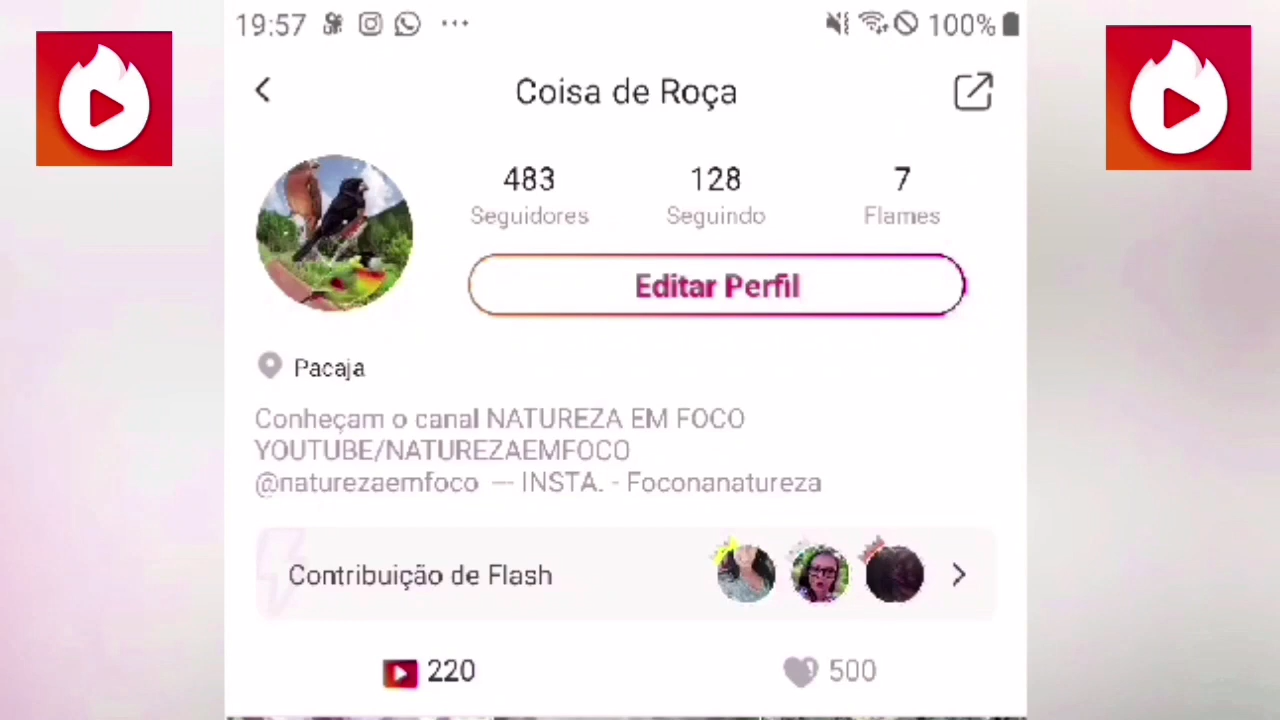 19:57
100%
Coisa de Roça
483
128
7
Seguidores
Seguindo
Flames
Editar Perfil
Pacaja
Conheçam o canal NATUREZA EM FOCO
YOUTUBE/NATUREZAEMFOCO
@naturezaemfoco --- INSTA. - Foconanatureza
Contribuição de Flash
220
500